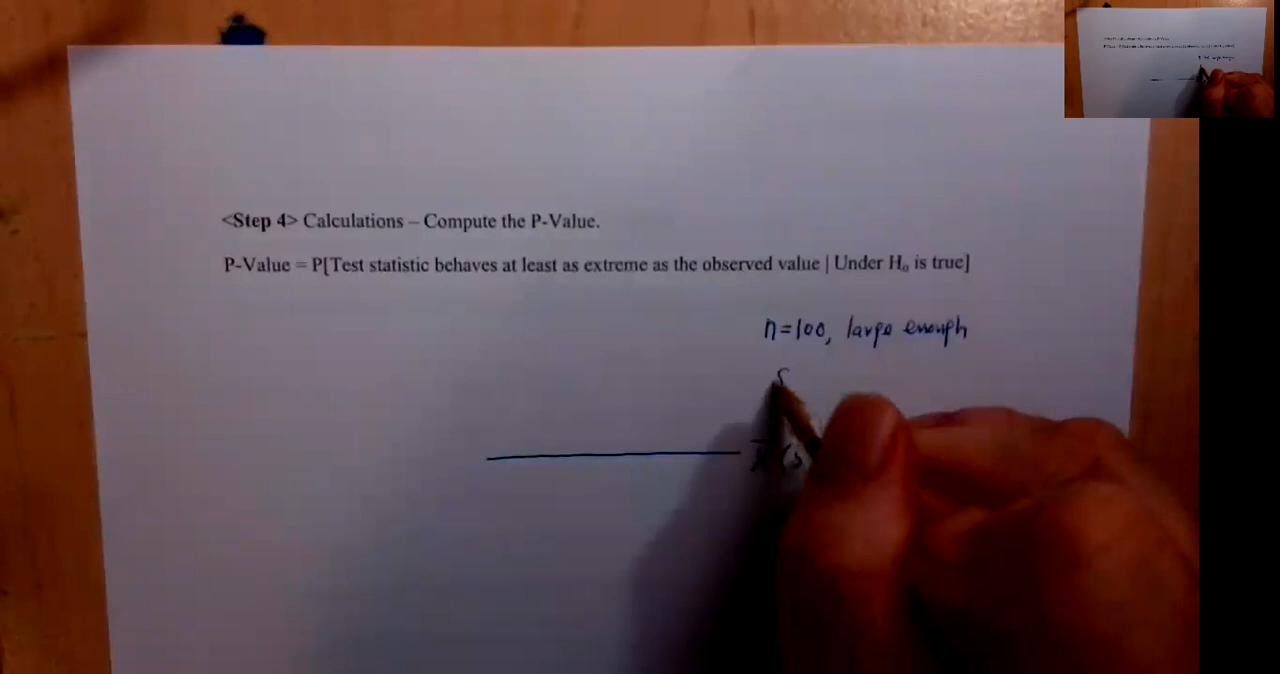 <Step 4> Calculations – Compute the P-Value.
P-Value = P[Test statistic behaves at least as extreme as the observed value | Under H₀ is true]
n=100, large enough
S
x̄ (s